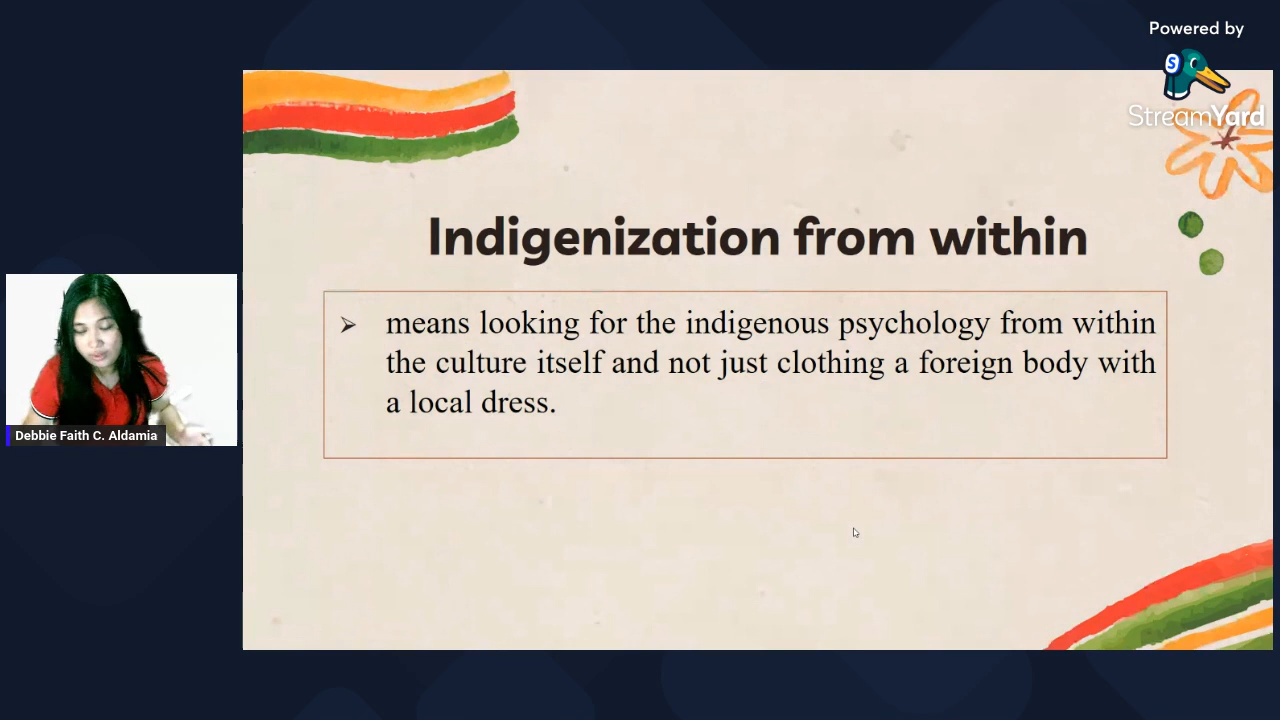 Powered by
StreamYard
Indigenization from within
➢ means looking for the indigenous psychology from within
the culture itself and not just clothing a foreign body with
a local dress.
Debbie Faith C. Aldamia